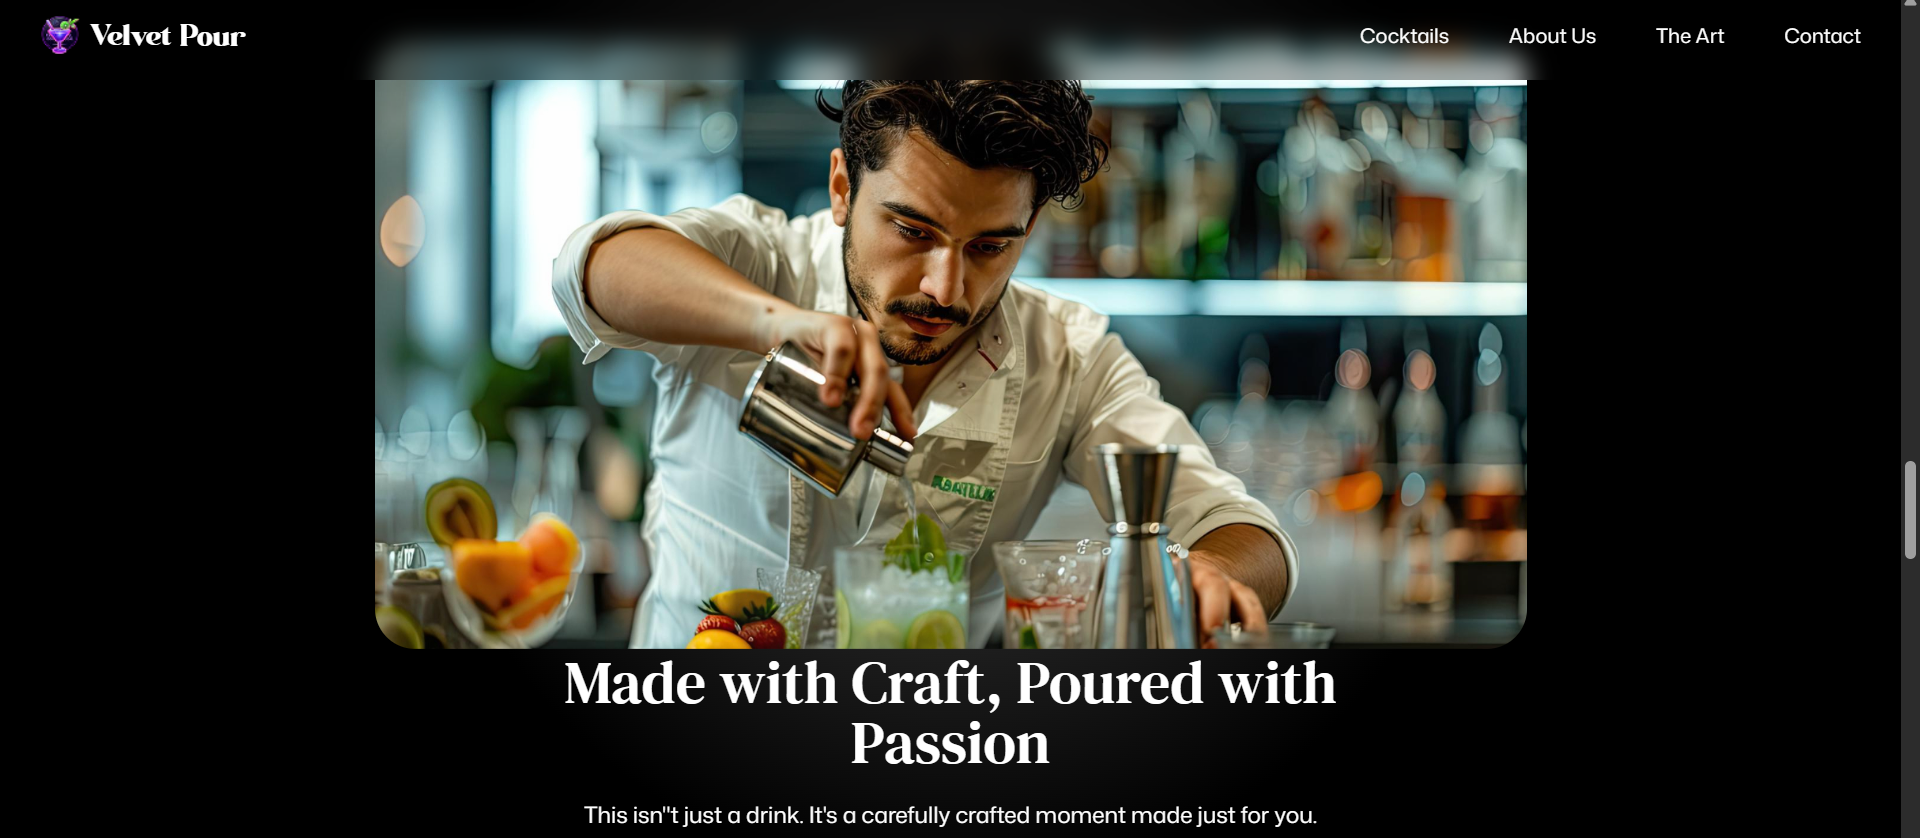 Velvet Pour
Cocktails
About Us
The Art
Contact
Made with Craft, Poured with
Passion
This isn"t just a drink. It's a carefully crafted moment made just for you.